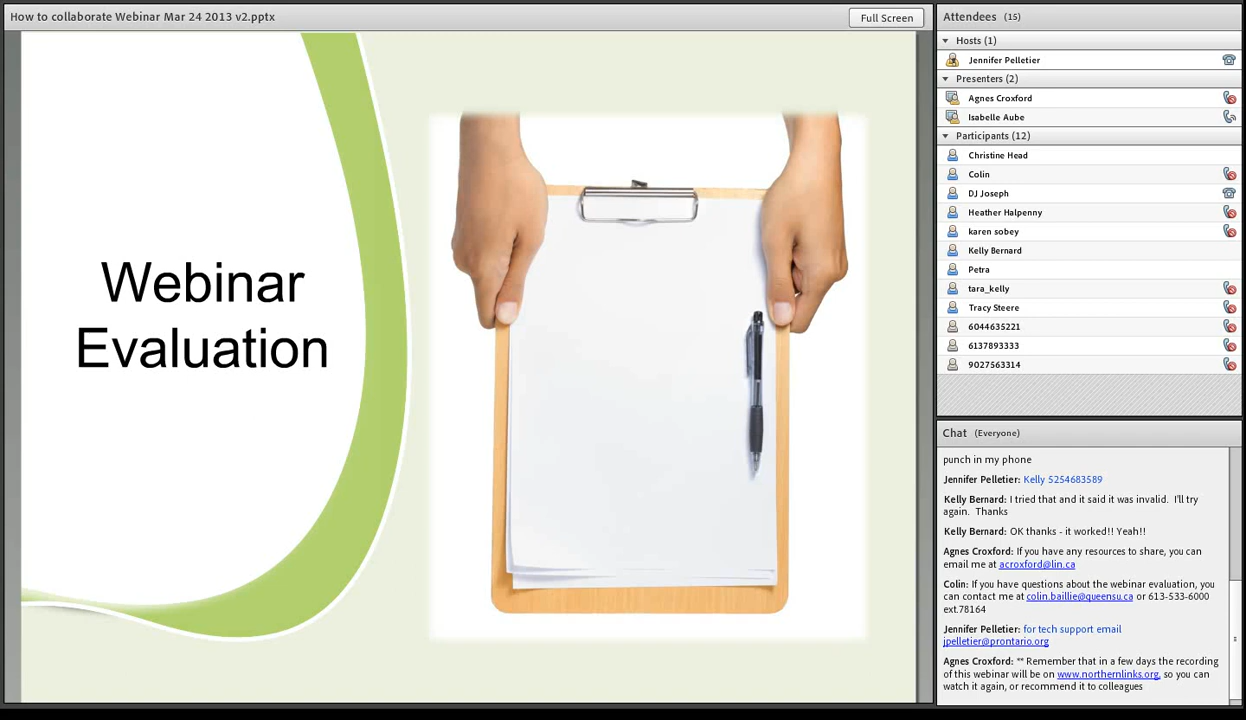 How to collaborate Webinar Mar 24 2013 v2.pptx
Full Screen
Webinar
Evaluation
Attendees (15)
Hosts (1)
Jennifer Pelletier
Presenters (2)
Agnes Croxford
Isabelle Aube
Participants (12)
Christine Head
Colin
DJ Joseph
Heather Halpenny
karen sobey
Kelly Bernard
Petra
tara_kelly
Tracy Steere
6044635221
6137893333
9027563314
Chat (Everyone)
punch in my phone
Jennifer Pelletier: Kelly 5254683589
Kelly Bernard: I tried that and it said it was invalid. I'll try
again. Thanks
Kelly Bernard: OK thanks - it worked!! Yeah!!
Agnes Croxford: If you have any resources to share, you can
email me at acroxford@lin.ca
Colin: If you have questions about the webinar evaluation, you
can contact me at colin.baillie@queensu.ca or 613-533-6000
ext.78164
Jennifer Pelletier: for tech support email
jpelletier@prontario.org
Agnes Croxford: ** Remember that in a few days the recording
of this webinar will be on www.northernlinks.org, so you can
watch it again, or recommend it to colleagues